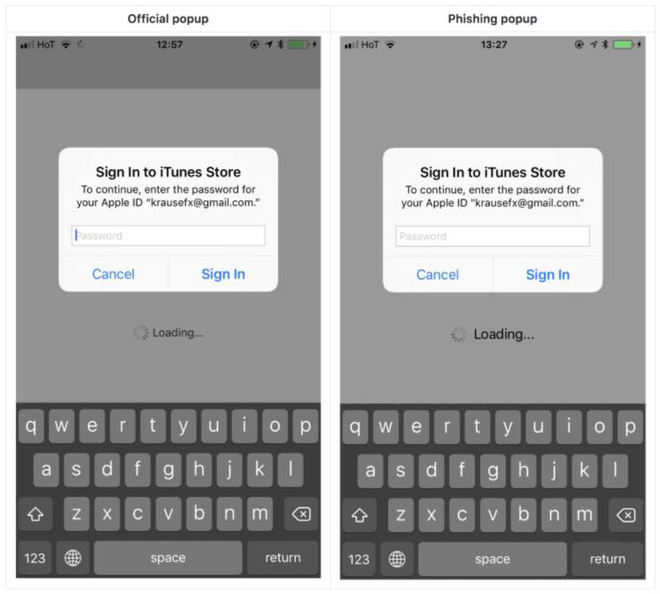 Official popup
Phishing popup
HoT
12:57
HoT
13:27
Sign In to iTunes Store
To continue, enter the password for
your Apple ID “krausefx@gmail.com.”
Password
Cancel
Sign In
Loading...
q w e r t y u i o p
a s d f g h j k l
z x c v b n m
123
space
return
Sign In to iTunes Store
To continue, enter the password for
your Apple ID "krausefx@gmail.com."
Password
Cancel
Sign In
Loading...
q w e r t y u i o p
a s d f g h j k l
z x c v b n m
123
space
return